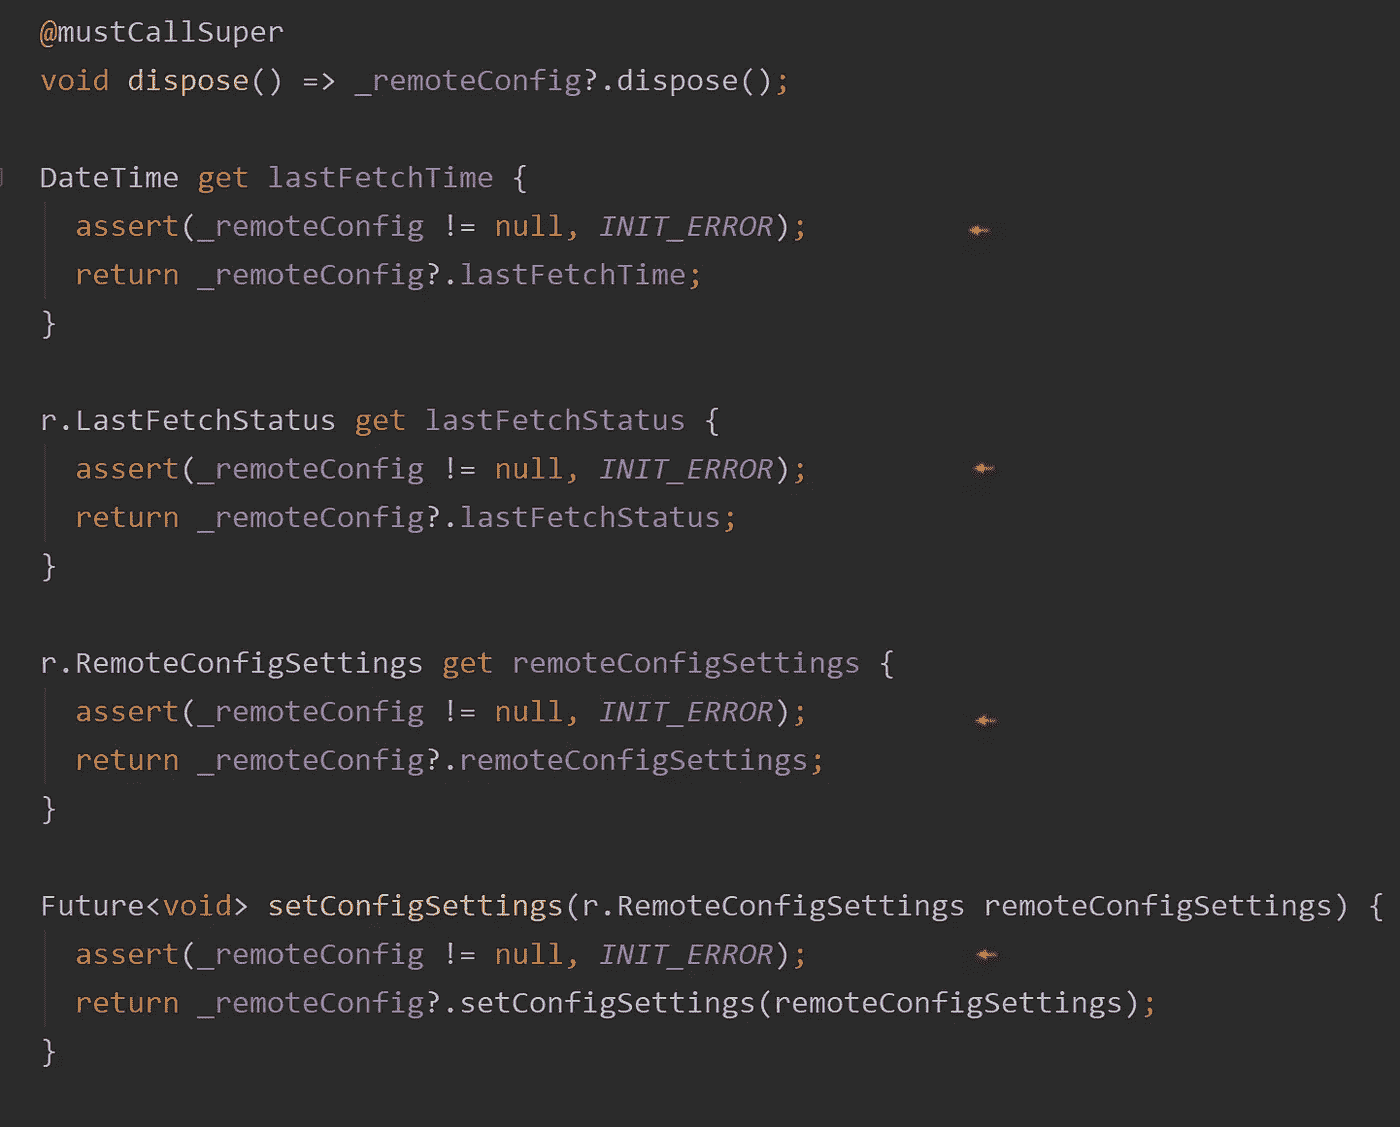 @mustCallSuper
void dispose() => _remoteConfig?.dispose();
DateTime get lastFetchTime {
assert(_remoteConfig != null, INIT_ERROR);
return _remoteConfig?.lastFetchTime;
}
r.LastFetchStatus get lastFetchStatus {
assert(_remoteConfig != null, INIT_ERROR);
return _remoteConfig?.lastFetchStatus;
}
r.RemoteConfigSettings get remoteConfigSettings {
assert(_remoteConfig != null, INIT_ERROR);
return _remoteConfig?.remoteConfigSettings;
}
Future<void> setConfigSettings(r.RemoteConfigSettings remoteConfigSettings) {
assert(_remoteConfig != null, INIT_ERROR);
return _remoteConfig?.setConfigSettings(remoteConfigSettings);
}